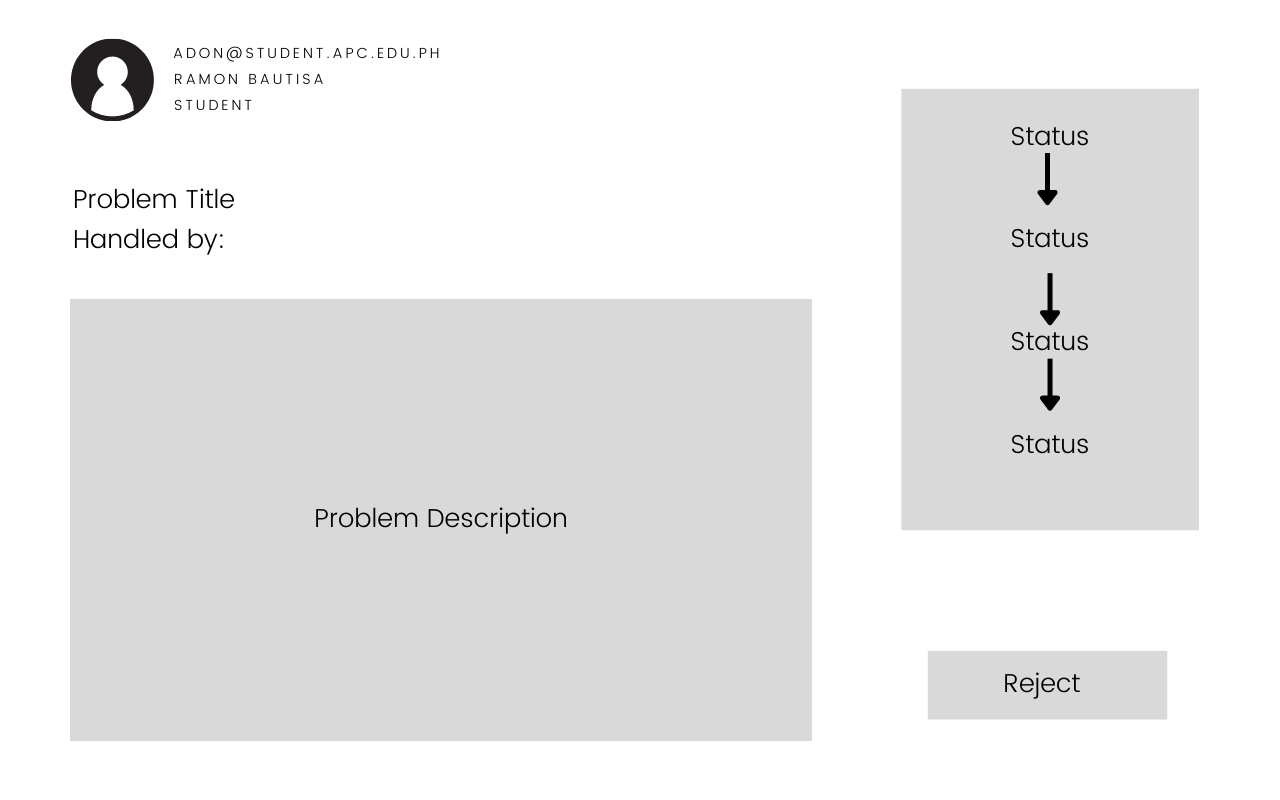 ADON@STUDENT.APC.EDU.PH
RAMON BAUTISA
STUDENT
Problem Title
Handled by:
Problem Description
Status
Status
Status
Status
Reject